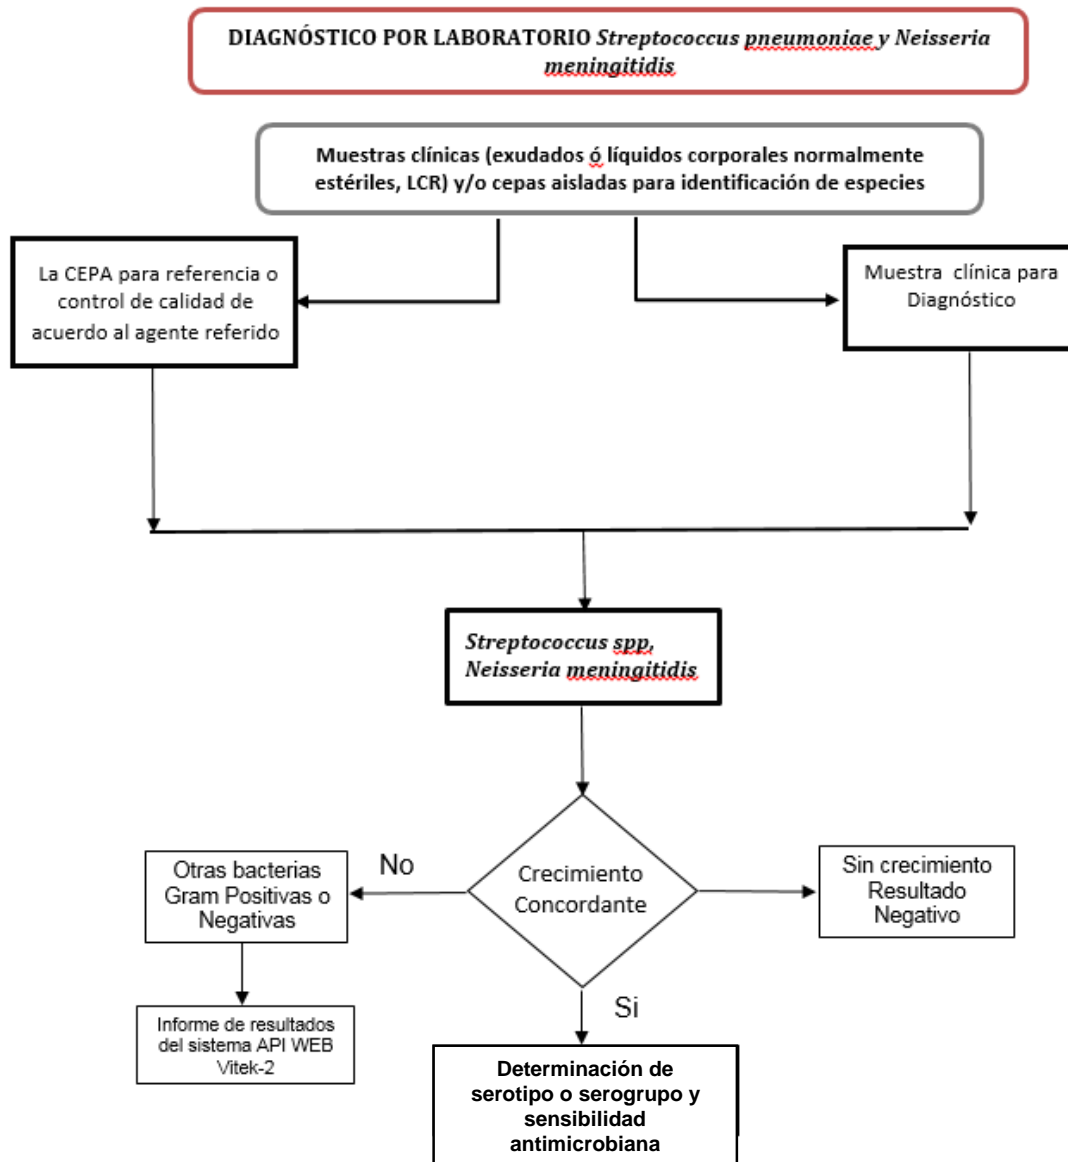 DIAGNÓSTICO POR LABORATORIO Streptococcus pneumoniae y Neisseria
meningitidis
Muestras clínicas (exudados ó líquidos corporales normalmente
estériles, LCR) y/o cepas aisladas para identificación de especies
La CEPA para referencia o
control de calidad de
acuerdo al agente referido
Muestra clínica para
Diagnóstico
Streptococcus spp,
Neisseria meningitidis
Crecimiento
Concordante
No
Otras bacterias
Gram Positivas o
Negativas
Sin crecimiento
Resultado
Negativo
Informe de resultados
del sistema API WEB
Vitek-2
Si
Determinación de
serotipo o serogrupo y
sensibilidad
antimicrobiana